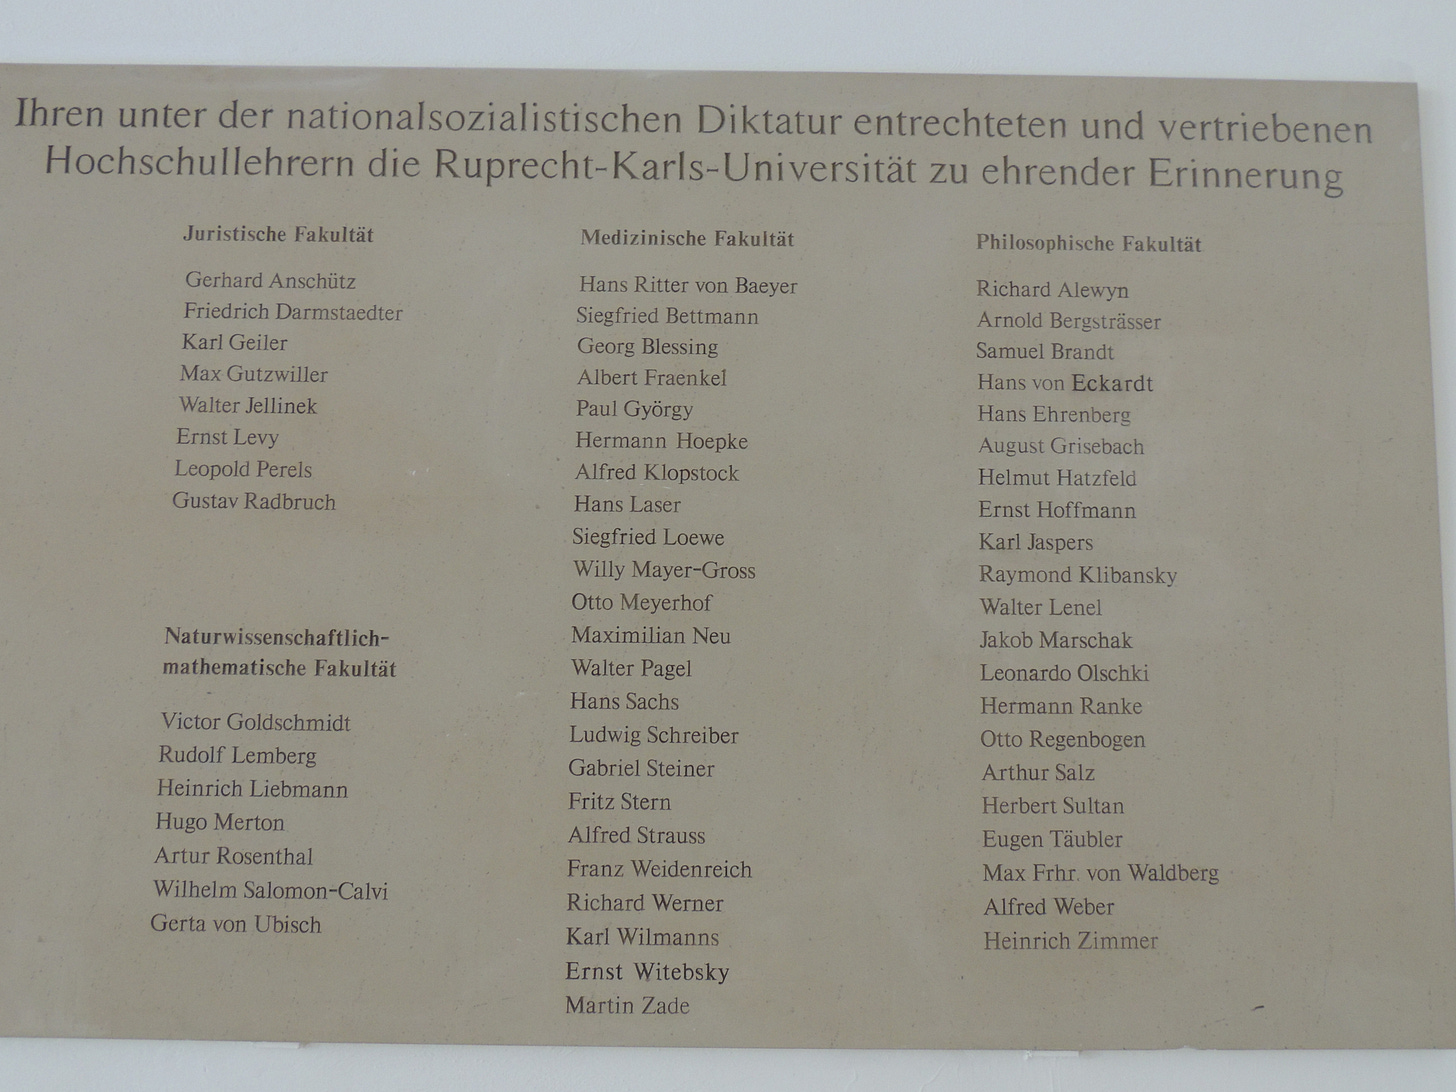 Ihren unter der nationalsozialistischen Diktatur entrechteten und vertriebenen
Hochschullehrern die Ruprecht-Karls-Universität zu ehrender Erinnerung
Juristische Fakultät
Gerhard Anschütz
Friedrich Darmstaedter
Karl Geiler
Max Gutzwiller
Walter Jellinek
Ernst Levy
Leopold Perels
Gustav Radbruch
Naturwissenschaftlich-
mathematische Fakultät
Victor Goldschmidt
Rudolf Lemberg
Heinrich Liebmann
Hugo Merton
Artur Rosenthal
Wilhelm Salomon-Calvi
Gerta von Ubisch
Medizinische Fakultät
Hans Ritter von Baeyer
Siegfried Bettmann
Georg Blessing
Albert Fraenkel
Paul György
Hermann Hoepke
Alfred Klopstock
Hans Laser
Siegfried Loewe
Willy Mayer-Gross
Otto Meyerhof
Maximilian Neu
Walter Pagel
Hans Sachs
Ludwig Schreiber
Gabriel Steiner
Fritz Stern
Alfred Strauss
Franz Weidenreich
Richard Werner
Karl Wilmanns
Ernst Witebsky
Martin Zade
Philosophische Fakultät
Richard Alewyn
Arnold Bergsträsser
Samuel Brandt
Hans von Eckardt
Hans Ehrenberg
August Grisebach
Helmut Hatzfeld
Ernst Hoffmann
Karl Jaspers
Raymond Klibansky
Walter Lenel
Jakob Marschak
Leonardo Olschki
Hermann Ranke
Otto Regenbogen
Arthur Salz
Herbert Sultan
Eugen Täubler
Max Frhr. von Waldberg
Alfred Weber
Heinrich Zimmer